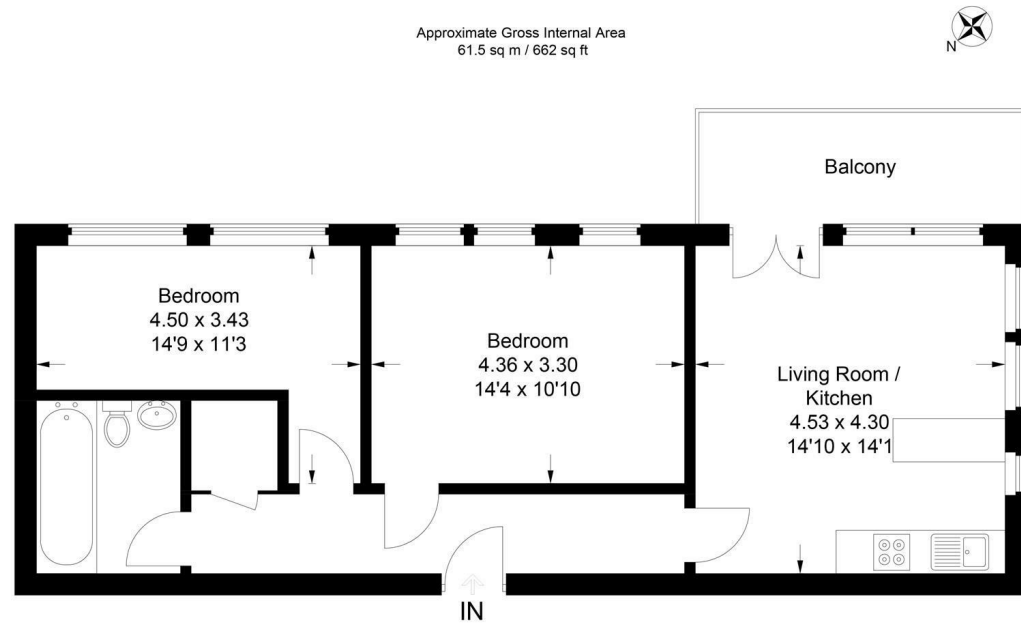 Approximate Gross Internal Area
61.5 sq m / 662 sq ft
N
Balcony
Bedroom
4.50 x 3.43
14'9 x 11'3
Bedroom
4.36 x 3.30
14'4 x 10'10
Living Room /
Kitchen
4.53 x 4.30
14'10 x 14'1
IN